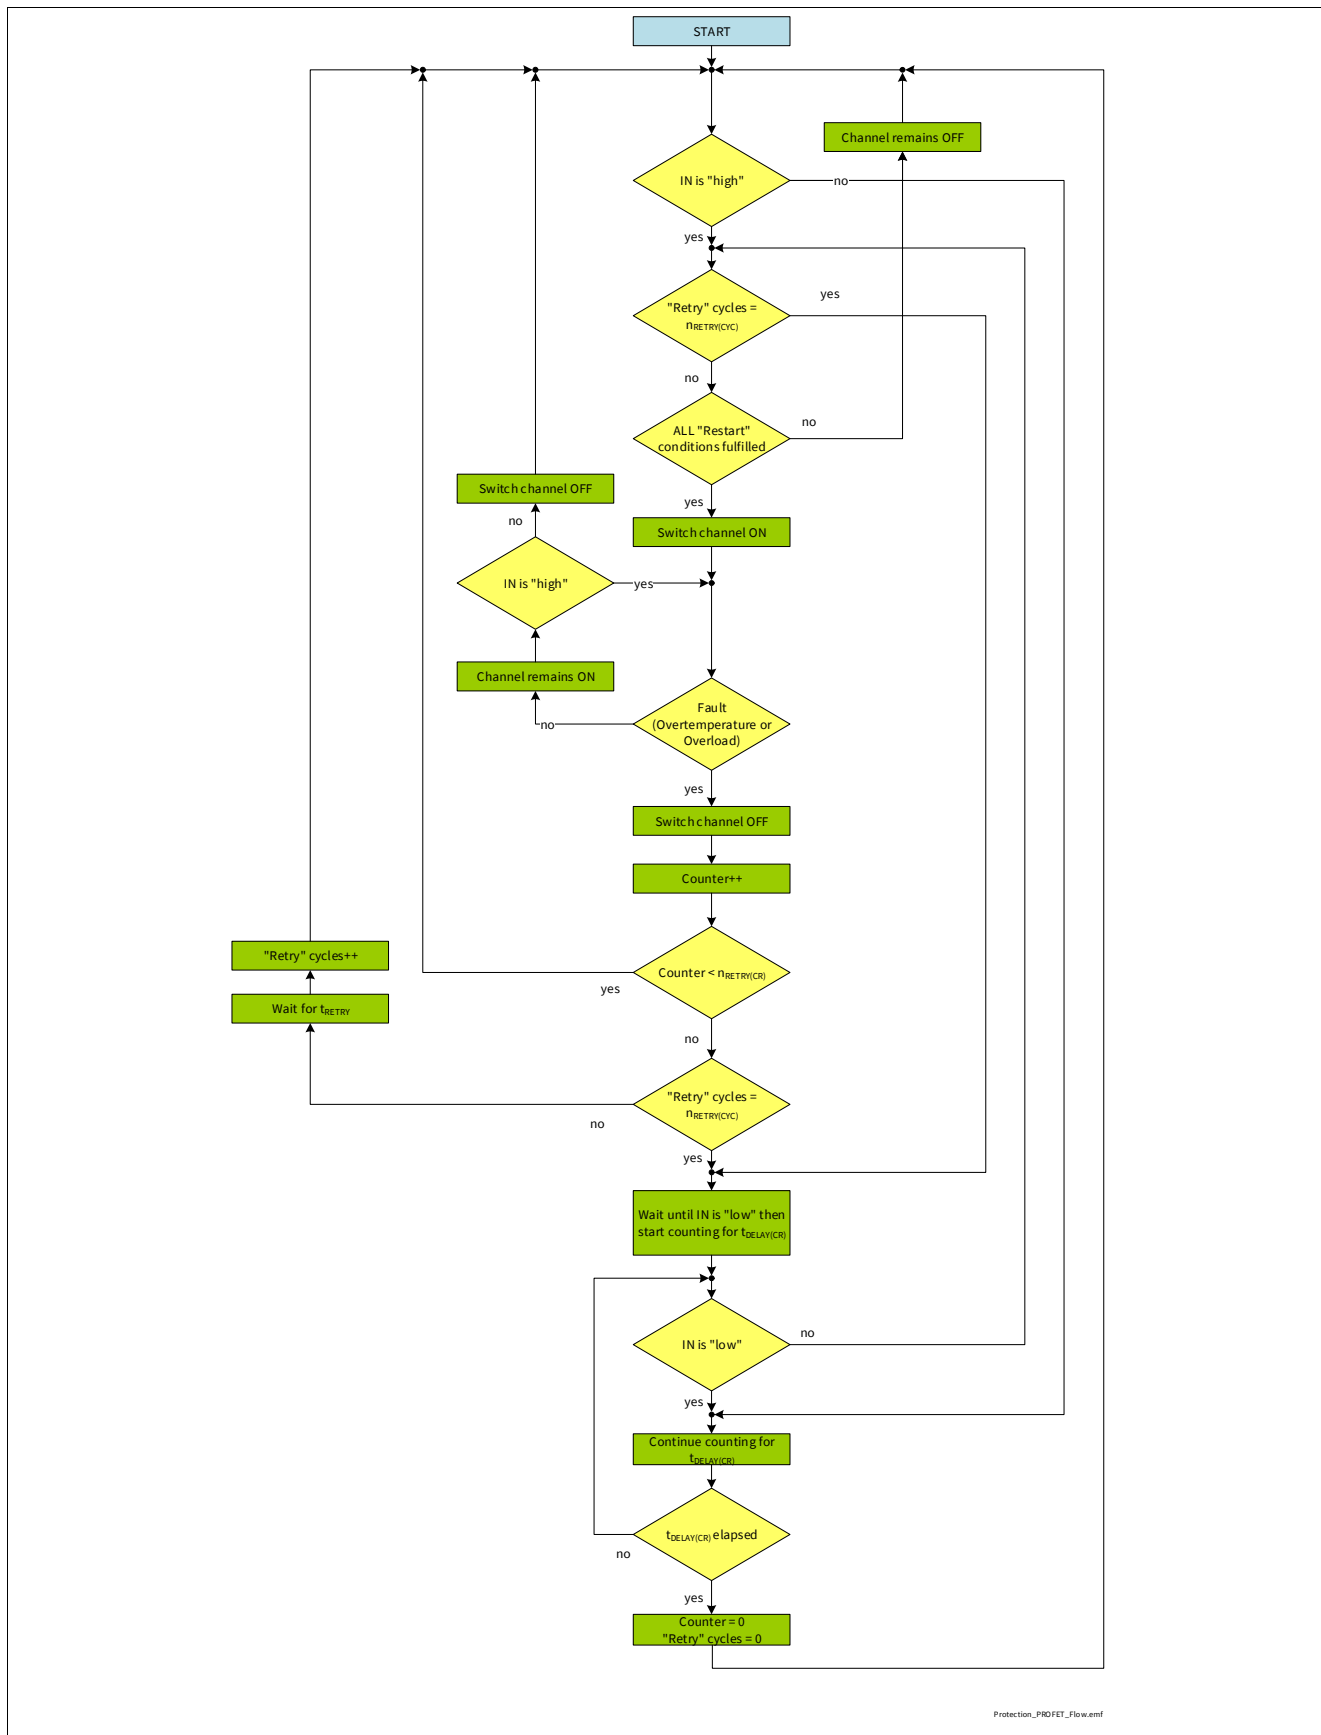 START
Channel remains OFF
IN is "high"
no
yes
"Retry" cycles =
nRETRY(CYC)
yes
no
ALL "Restart"
conditions fulfilled
no
yes
Switch channel OFF
no
Switch channel ON
IN is "high"
yes
Channel remains ON
no
Fault
(Overtemperature or
Overload)
yes
Switch channel OFF
Counter++
"Retry" cycles++
Wait for tRETRY
Counter < nRETRY(CR)
yes
no
"Retry" cycles =
nRETRY(CYC)
no
yes
Wait until IN is "low" then
start counting for tDELAY(CR)
IN is "low"
no
yes
Continue counting for
tDELAY(CR)
tDELAY(CR) elapsed
no
yes
Counter = 0
"Retry" cycles = 0
Protection_PROFET_Flow.emf